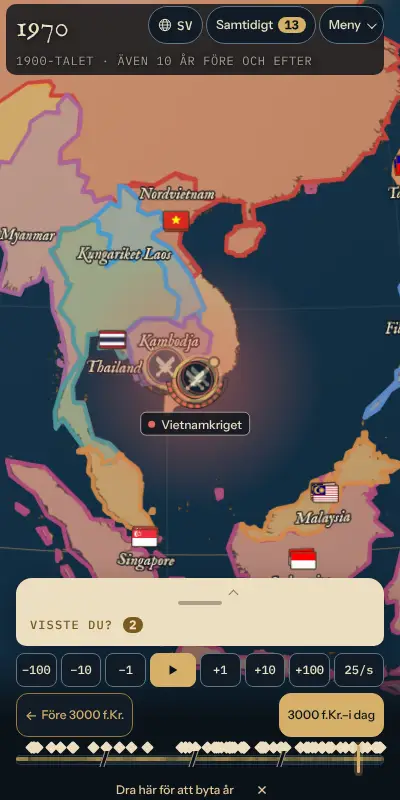 1970
SV
Samtidigt 13
Meny
1900-TALET · ÄVEN 10 ÅR FÖRE OCH EFTER
Nordvietnam
Myanmar
Kungariket Laos
Kambodja
Thailand
Vietnamkriget
Malaysia
Singapore
VISSTE DU? 2
−100
−10
−1
+1
+10
+100
25/s
← Före 3000 f.Kr.
3000 f.Kr.–i dag
Dra här för att byta år ✕